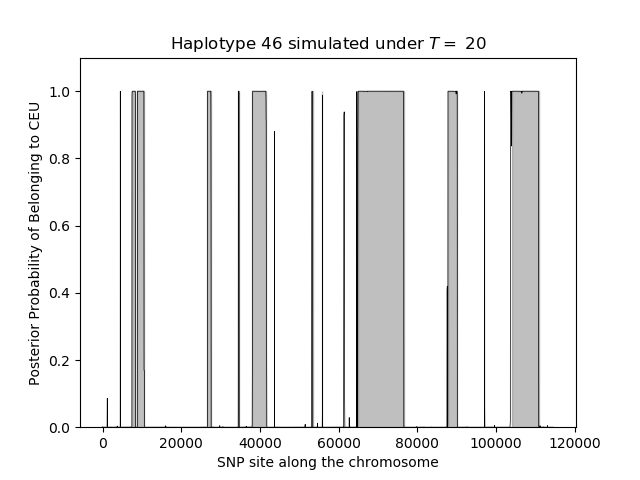 Haplotype 46 simulated under T = 20
Posterior Probability of Belonging to CEU
1.0
0.8
0.6
0.4
0.2
0.0
0 20000 40000 60000 80000 100000 120000
SNP site along the chromosome